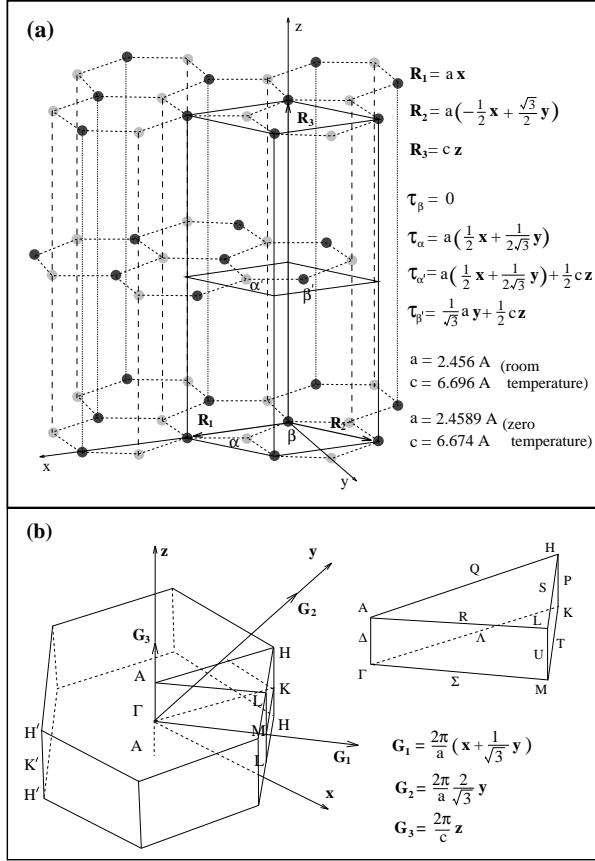 (a)
z
R₁ = a x
R₂ = a(-1/2 x + √3/2 y)
R₃ = c z
R₃
τ_β = 0
τ_α = a(1/2 x + 1/(2√3) y)
τ_α′ = a(1/2 x + 1/(2√3) y) + 1/2 c z
τ_β′ = 1/√3 a y + 1/2 c z
α′
β′
a = 2.456 A (room
c = 6.696 A temperature)
a = 2.4589 A (zero
c = 6.674 A temperature)
R₁
α
β
R₂
x
y
(b)
z
y
G₂
G₃
H
A
L
K
Γ
M
H
A
L
G₁
x
H′
K′
H′
H
Q
S
P
A
R
L
K
Δ
Λ
U
T
Γ
Σ
M
G₁ = 2π/a (x + 1/√3 y)
G₂ = 2π/a 2/√3 y
G₃ = 2π/c z